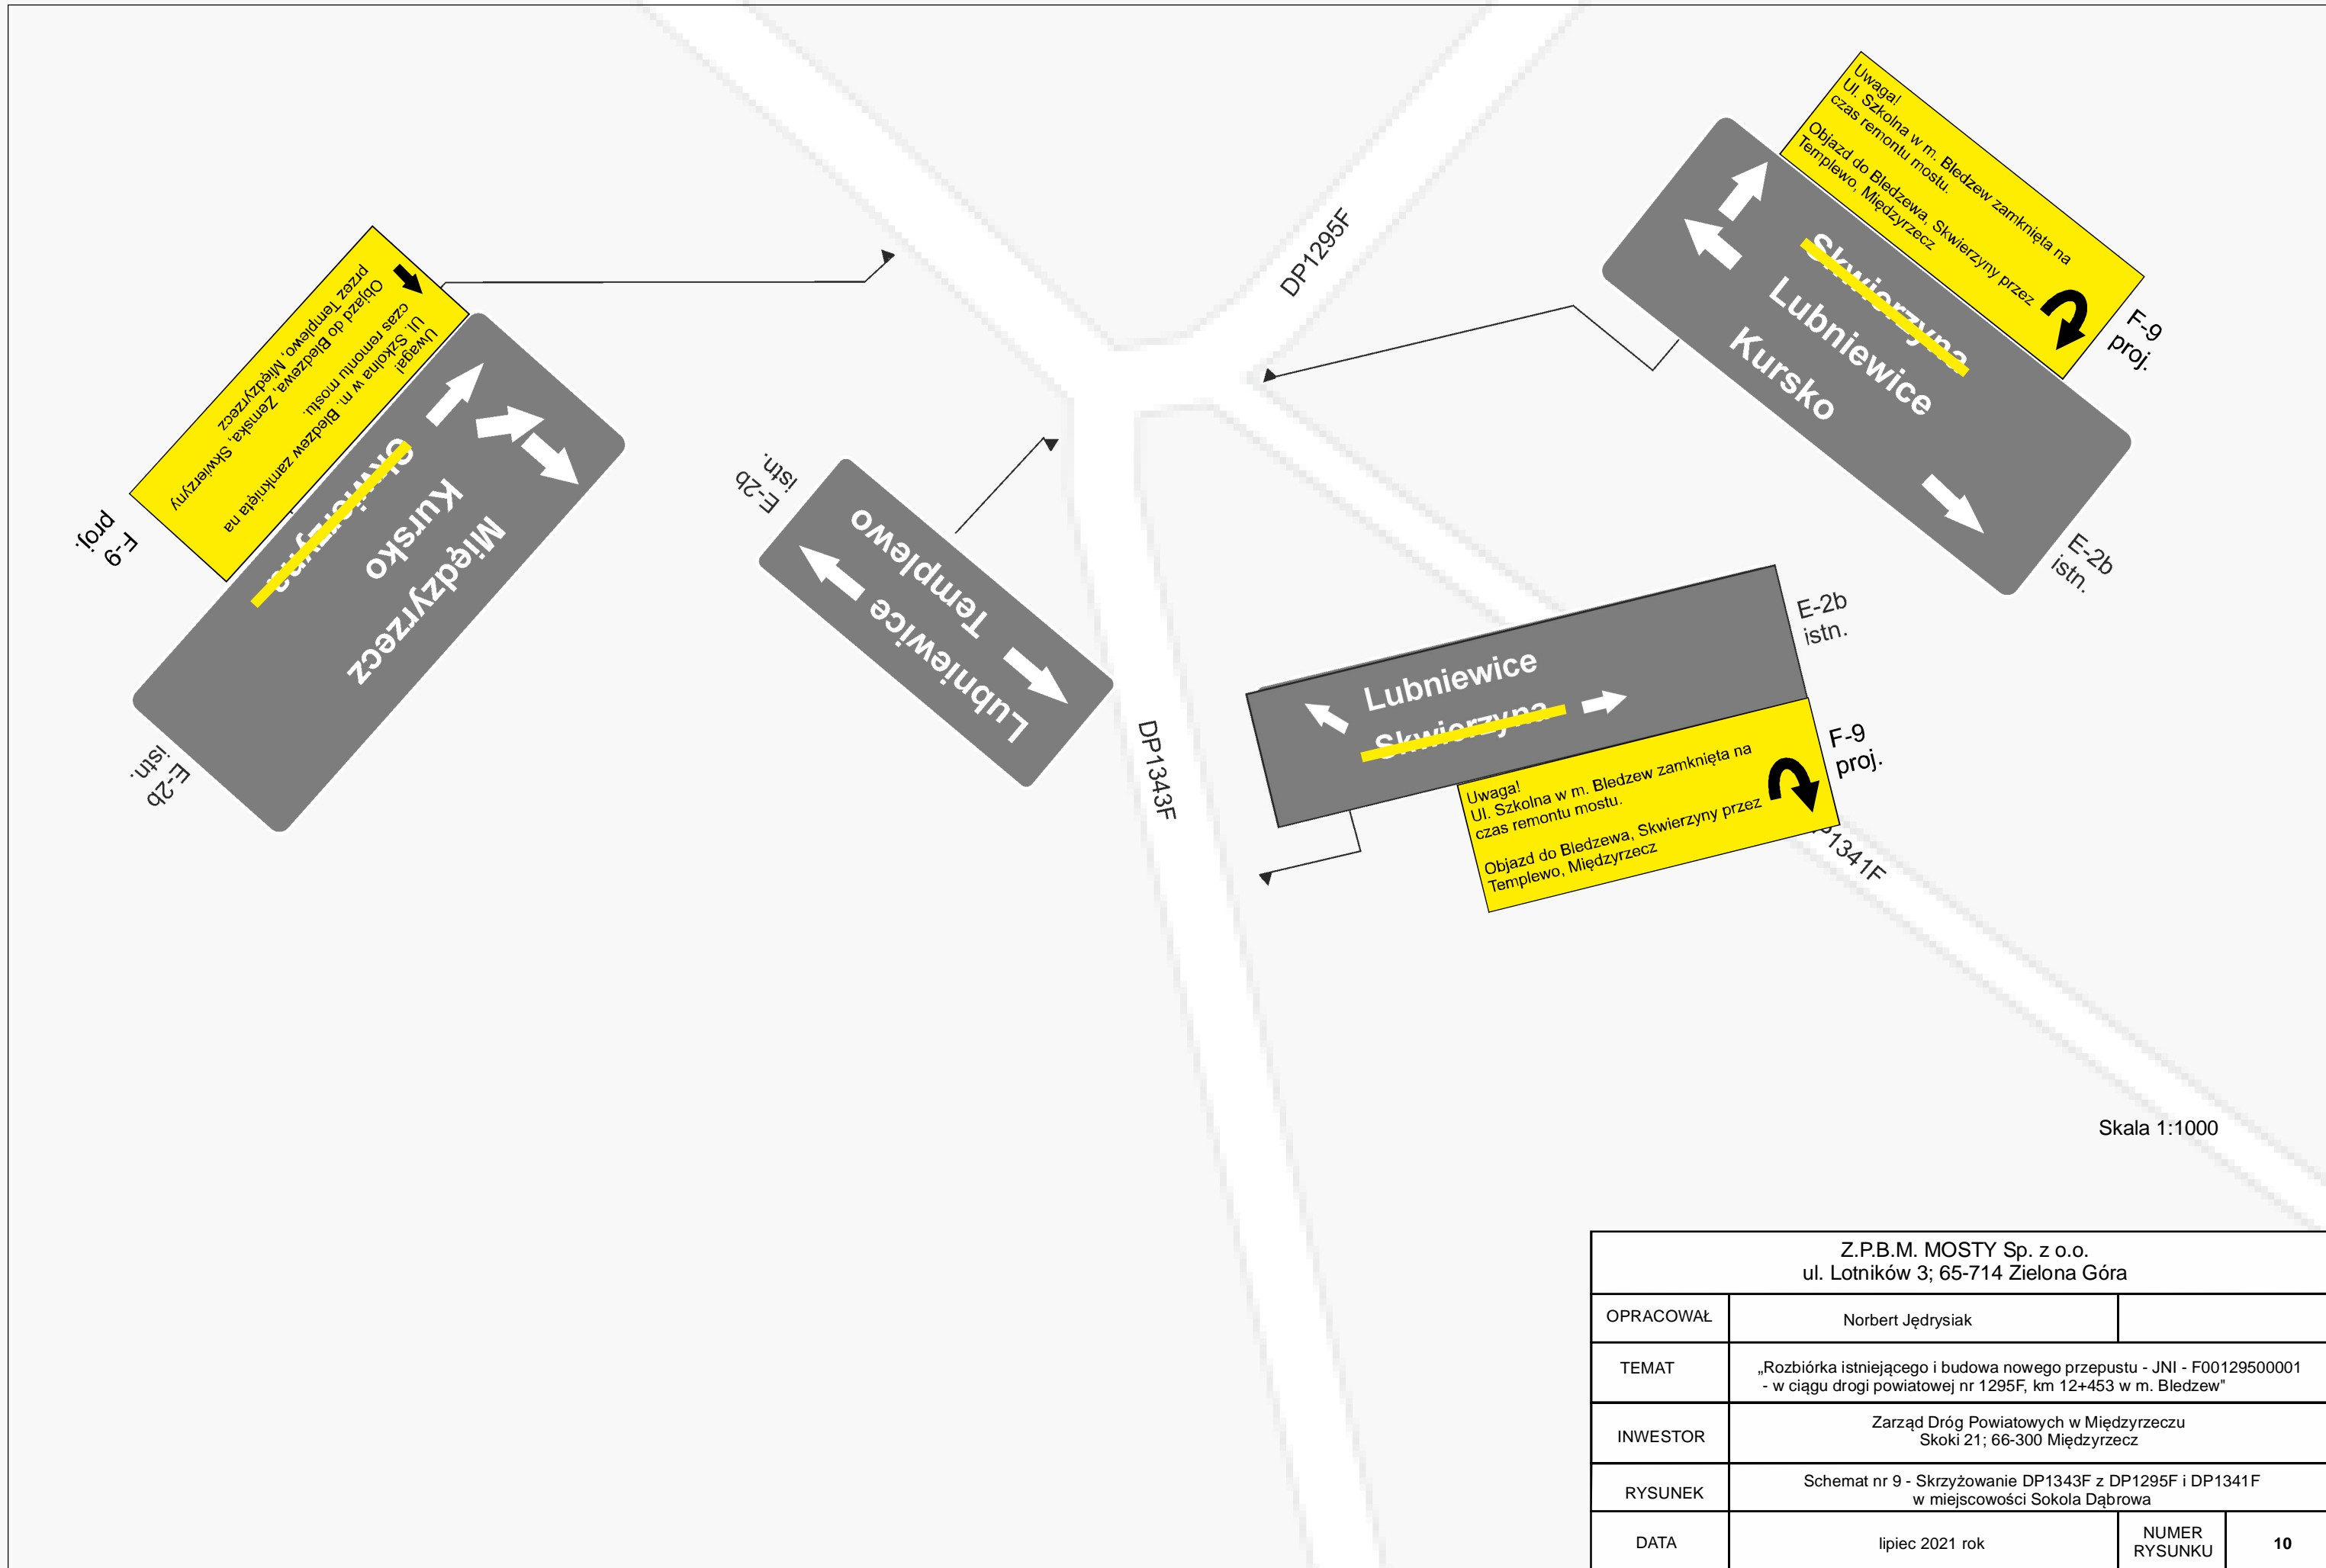 Uwaga!
Ul. Szkolna w m. Bledzew zamknięta na
czas remontu mostu.
Objazd do Bledzewa, Skwierzyny przez
Templewo, Międzyrzecz
F-9
proj.
Skwierzyna
Lubniewice
Kursko
E-2b
istn.
DP1295F
Uwaga!
Ul. Szkolna w m. Bledzew zamknięta na
czas remontu mostu.
Objazd do Bledzewa, Zemska, Skwierzyny
przez Templewo, Międzyrzecz
F-9
proj.
Skwierzyna
Kursko
Międzyrzecz
E-2b
istn.
E-2b
istn.
Lubniewice
Templewo
DP1343F
Lubniewice
Skwierzyna
E-2b
istn.
Uwaga!
Ul. Szkolna w m. Bledzew zamknięta na
czas remontu mostu.
Objazd do Bledzewa, Skwierzyny przez
Templewo, Międzyrzecz
F-9
proj.
P1341F
Skala 1:1000
Z.P.B.M. MOSTY Sp. z o.o.
ul. Lotników 3; 65-714 Zielona Góra
OPRACOWAŁ Norbert Jędrysiak
TEMAT „Rozbiórka istniejącego i budowa nowego przepustu - JNI - F00129500001
- w ciągu drogi powiatowej nr 1295F, km 12+453 w m. Bledzew"
INWESTOR Zarząd Dróg Powiatowych w Międzyrzeczu
Skoki 21; 66-300 Międzyrzecz
RYSUNEK Schemat nr 9 - Skrzyżowanie DP1343F z DP1295F i DP1341F
w miejscowości Sokola Dąbrowa
DATA lipiec 2021 rok NUMER
RYSUNKU 10